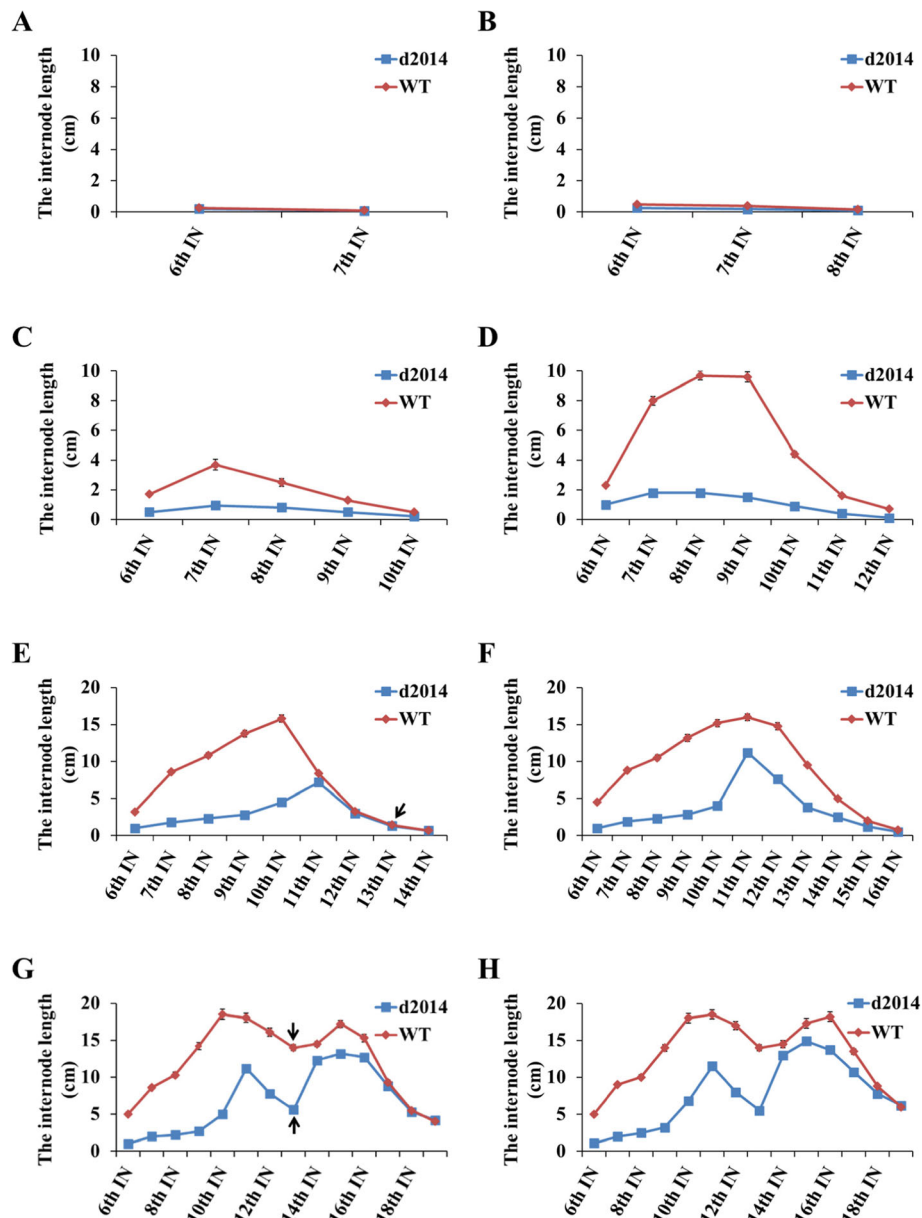 A
The internode length
(cm)
10
8
6
4
2
0
d2014
WT
6th IN
7th IN
B
The internode length
(cm)
10
8
6
4
2
0
d2014
WT
6th IN
7th IN
8th IN
C
The internode length
(cm)
10
8
6
4
2
0
d2014
WT
6th IN
7th IN
8th IN
9th IN
10th IN
D
The internode length
(cm)
10
8
6
4
2
0
d2014
WT
6th IN
7th IN
8th IN
9th IN
10th IN
11th IN
12th IN
E
The internode length
(cm)
20
15
10
5
0
d2014
WT
6th IN
7th IN
8th IN
9th IN
10th IN
11th IN
12th IN
13th IN
14th IN
F
The internode length
(cm)
20
15
10
5
0
d2014
WT
6th IN
7th IN
8th IN
9th IN
10th IN
11th IN
12th IN
13th IN
14th IN
15th IN
16th IN
G
The internode length
(cm)
20
15
10
5
0
d2014
WT
6th IN
8th IN
10th IN
12th IN
14th IN
16th IN
18th IN
H
The internode length
(cm)
20
15
10
5
0
d2014
WT
6th IN
8th IN
10th IN
12th IN
14th IN
16th IN
18th IN